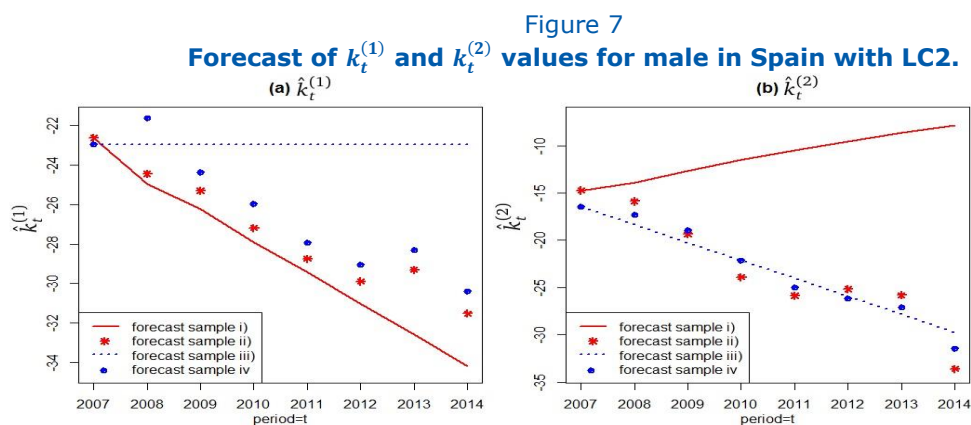 Figure 7
Forecast of $k_t^{(1)}$ and $k_t^{(2)}$ values for male in Spain with LC2.
(a) $\hat{k}_t^{(1)}$
$\hat{k}_t^{(1)}$
-22
-24
-26
-28
-30
-32
-34
forecast sample i)
forecast sample ii)
forecast sample iii)
forecast sample iv
2007 2008 2009 2010 2011 2012 2013 2014
period=t
(b) $\hat{k}_t^{(2)}$
$\hat{k}_t^{(2)}$
-10
-15
-20
-25
-30
-35
forecast sample i)
forecast sample ii)
forecast sample iii)
forecast sample iv
2007 2008 2009 2010 2011 2012 2013 2014
period=t